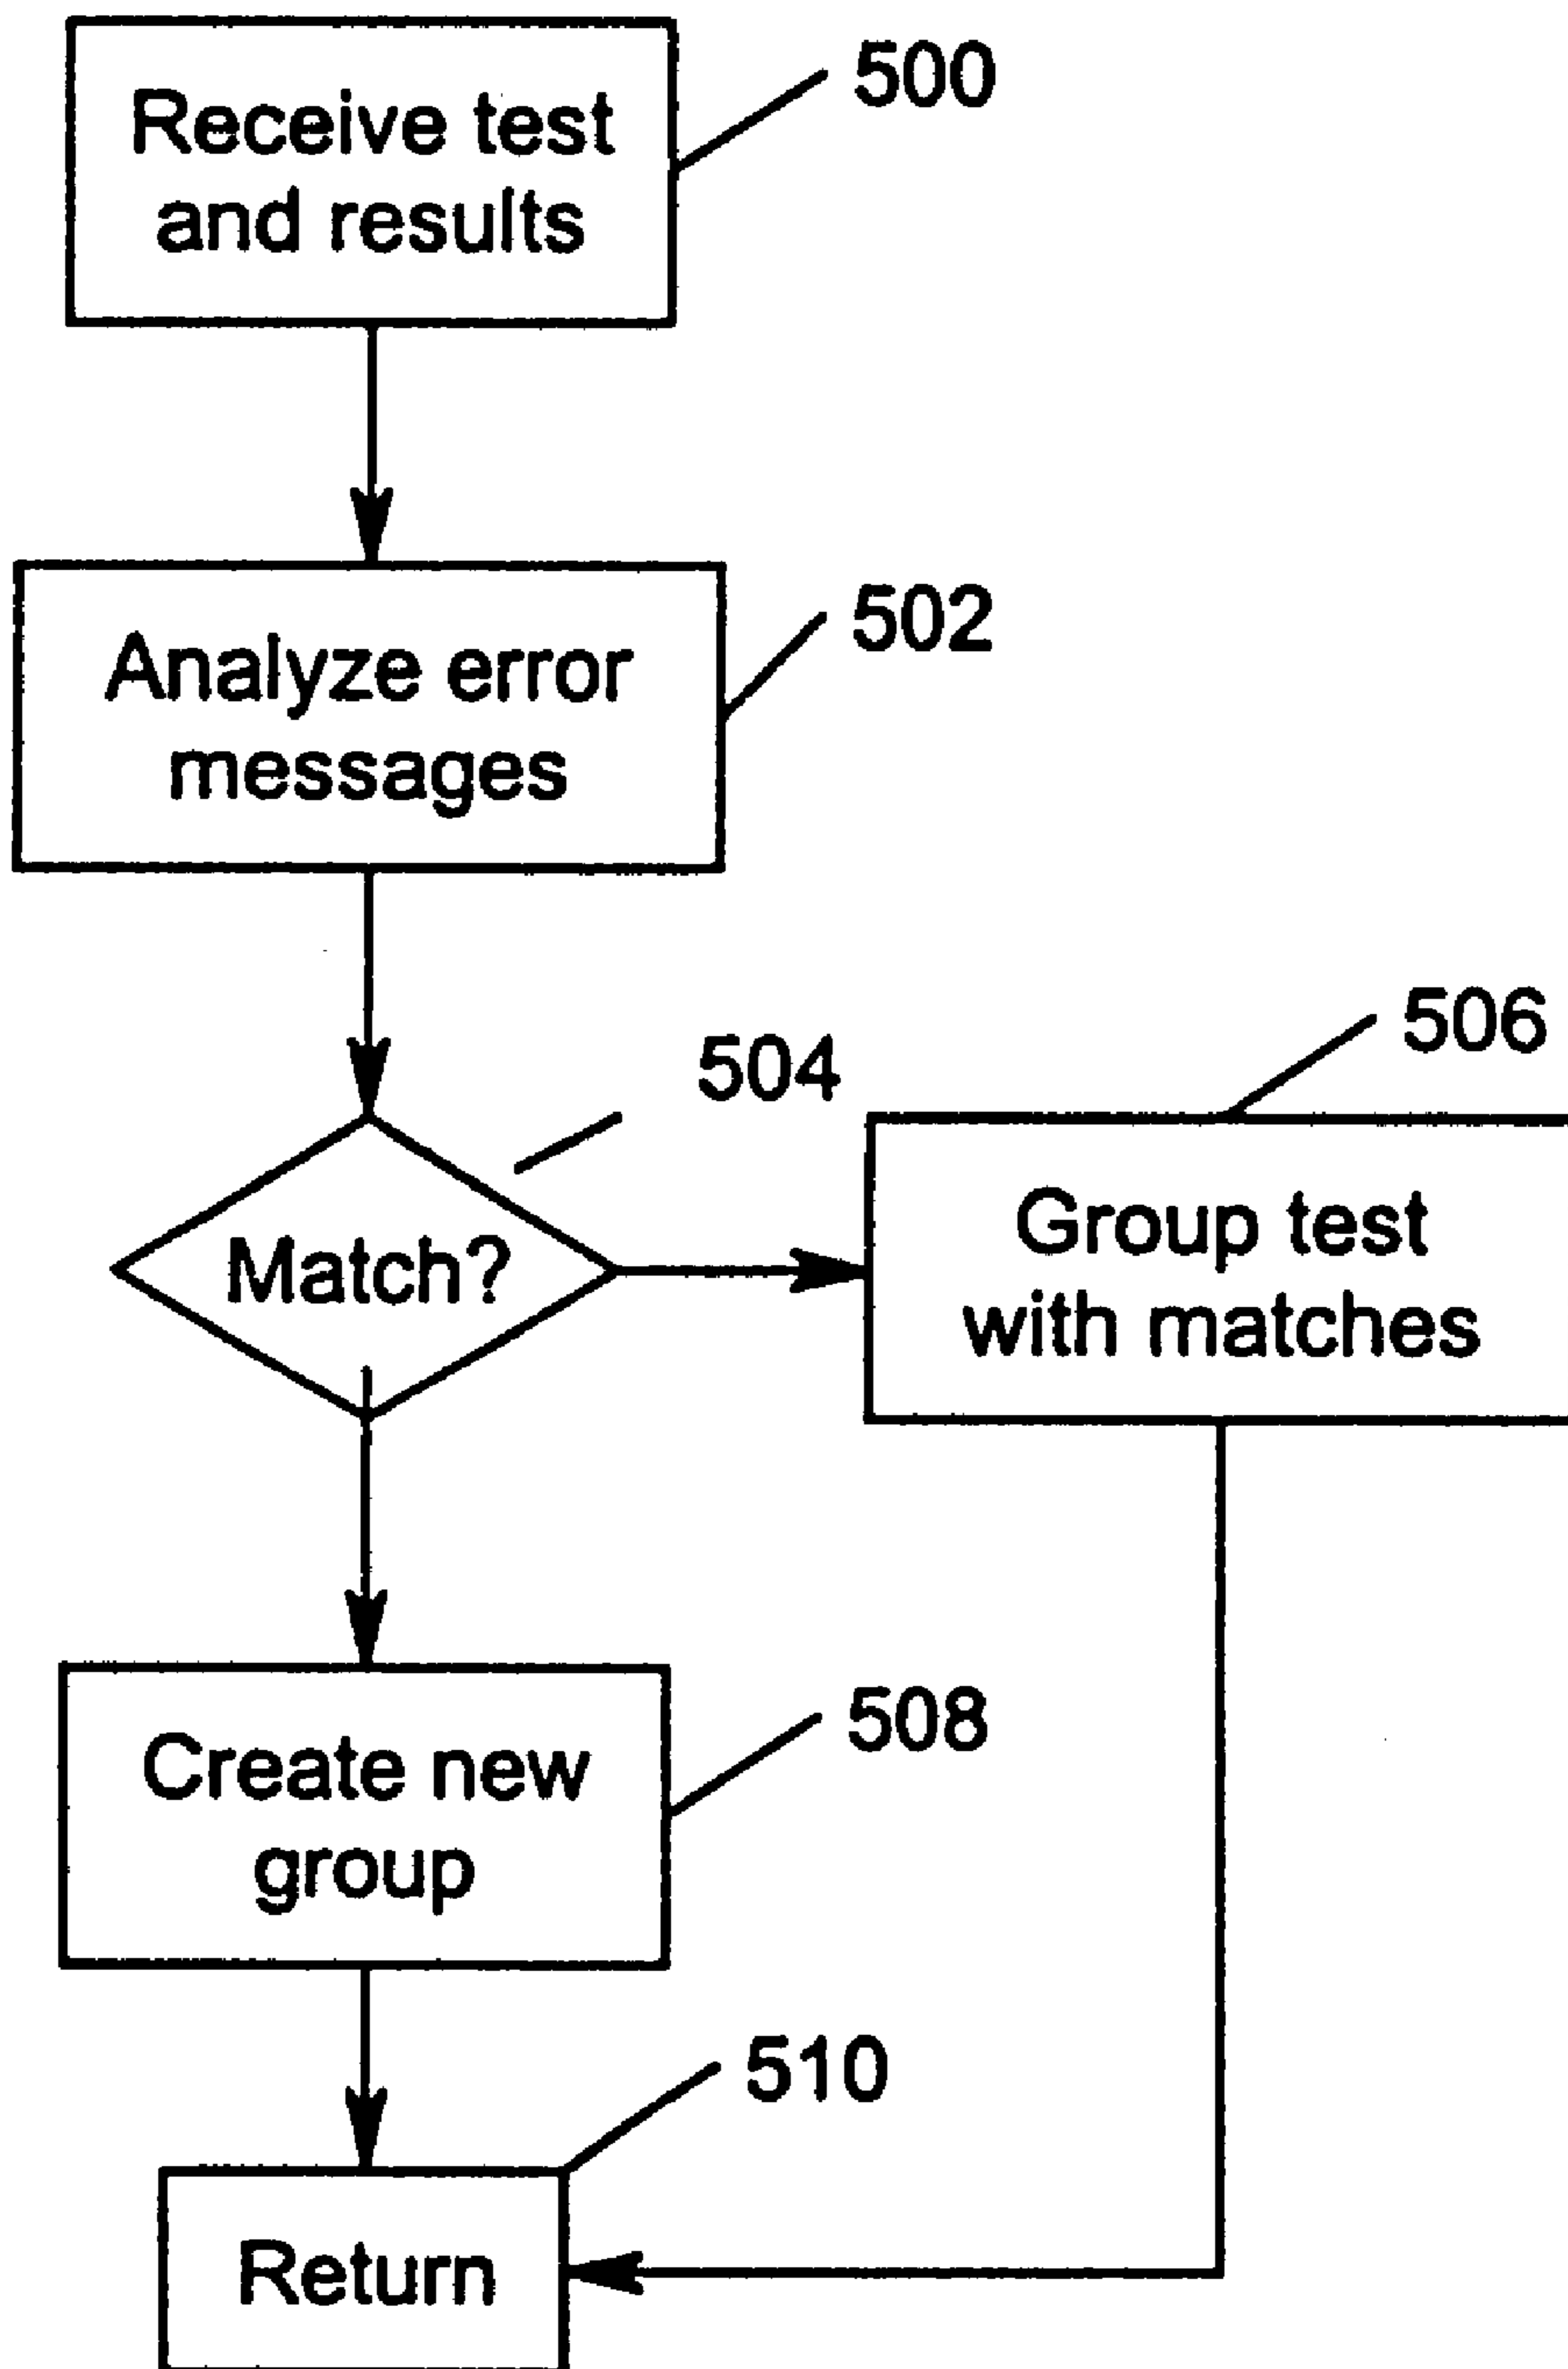 Receive test
and results
500
Analyze error
messages
502
504
Match?
506
Group test
with matches
Create new
group
508
510
Return